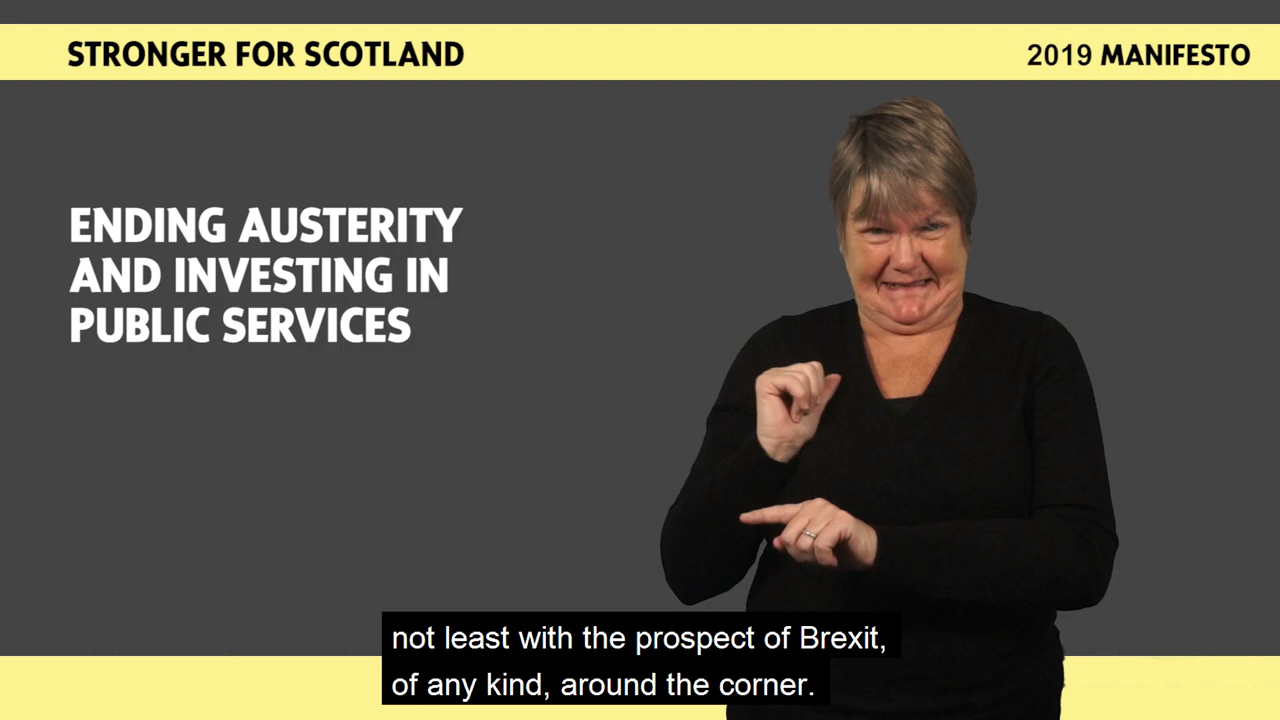 STRONGER FOR SCOTLAND
2019 MANIFESTO
ENDING AUSTERITY
AND INVESTING IN
PUBLIC SERVICES
not least with the prospect of Brexit,
of any kind, around the corner.